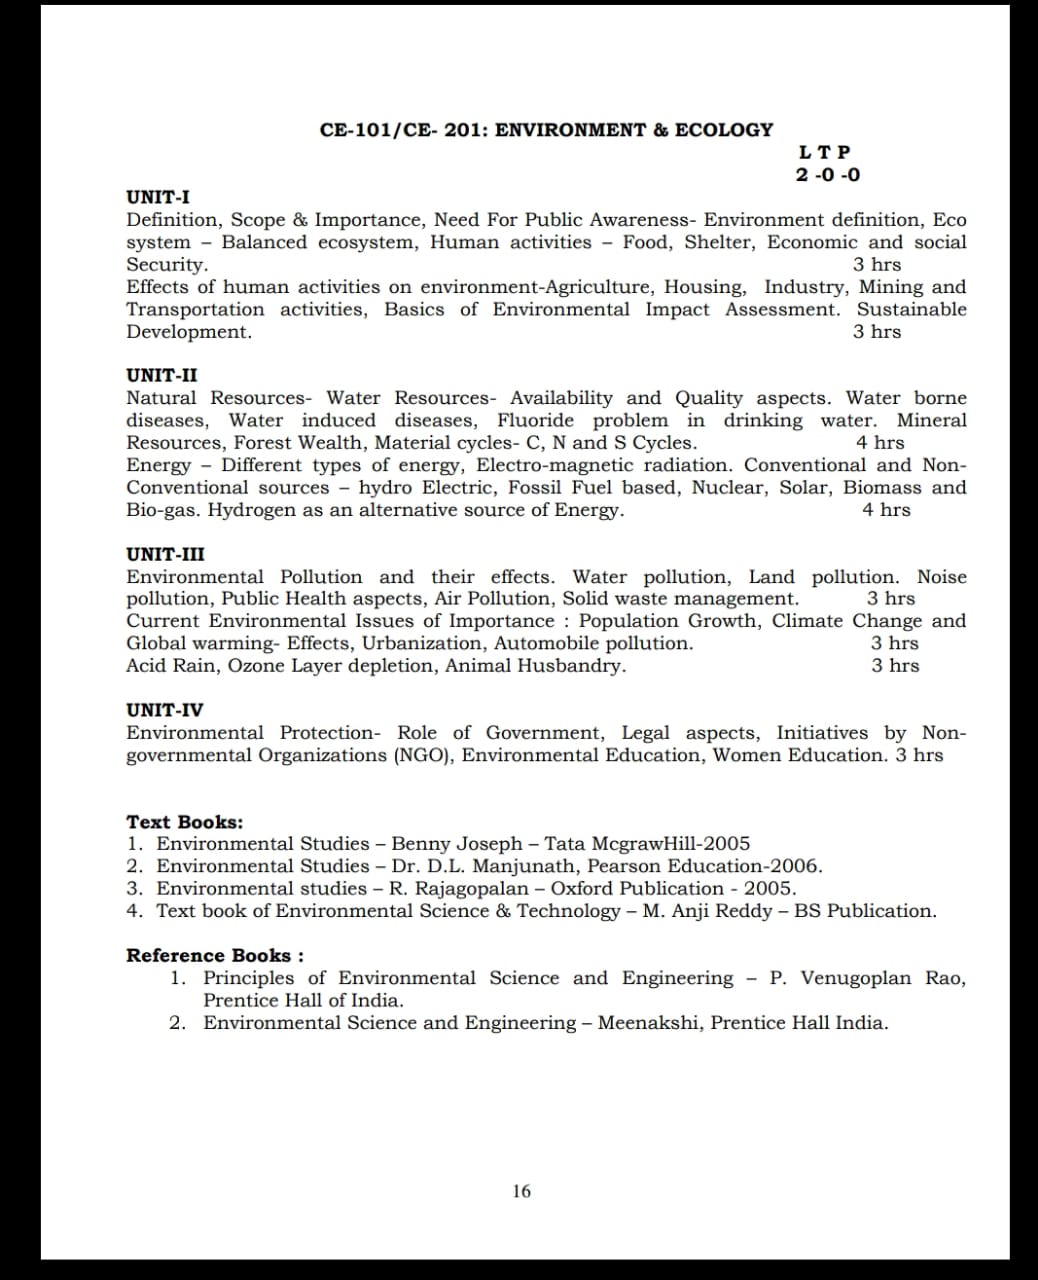 CE-101/CE- 201: ENVIRONMENT & ECOLOGY
L T P
2 -0 -0
UNIT-I
Definition, Scope & Importance, Need For Public Awareness- Environment definition, Eco
system – Balanced ecosystem, Human activities – Food, Shelter, Economic and social
Security. 3 hrs
Effects of human activities on environment-Agriculture, Housing, Industry, Mining and
Transportation activities, Basics of Environmental Impact Assessment. Sustainable
Development. 3 hrs
UNIT-II
Natural Resources- Water Resources- Availability and Quality aspects. Water borne
diseases, Water induced diseases, Fluoride problem in drinking water. Mineral
Resources, Forest Wealth, Material cycles- C, N and S Cycles. 4 hrs
Energy – Different types of energy, Electro-magnetic radiation. Conventional and Non-
Conventional sources – hydro Electric, Fossil Fuel based, Nuclear, Solar, Biomass and
Bio-gas. Hydrogen as an alternative source of Energy. 4 hrs
UNIT-III
Environmental Pollution and their effects. Water pollution, Land pollution. Noise
pollution, Public Health aspects, Air Pollution, Solid waste management. 3 hrs
Current Environmental Issues of Importance : Population Growth, Climate Change and
Global warming- Effects, Urbanization, Automobile pollution. 3 hrs
Acid Rain, Ozone Layer depletion, Animal Husbandry. 3 hrs
UNIT-IV
Environmental Protection- Role of Government, Legal aspects, Initiatives by Non-
governmental Organizations (NGO), Environmental Education, Women Education. 3 hrs
Text Books:
1. Environmental Studies – Benny Joseph – Tata McgrawHill-2005
2. Environmental Studies – Dr. D.L. Manjunath, Pearson Education-2006.
3. Environmental studies – R. Rajagopalan – Oxford Publication - 2005.
4. Text book of Environmental Science & Technology – M. Anji Reddy – BS Publication.
Reference Books :
1. Principles of Environmental Science and Engineering – P. Venugoplan Rao,
Prentice Hall of India.
2. Environmental Science and Engineering – Meenakshi, Prentice Hall India.
16